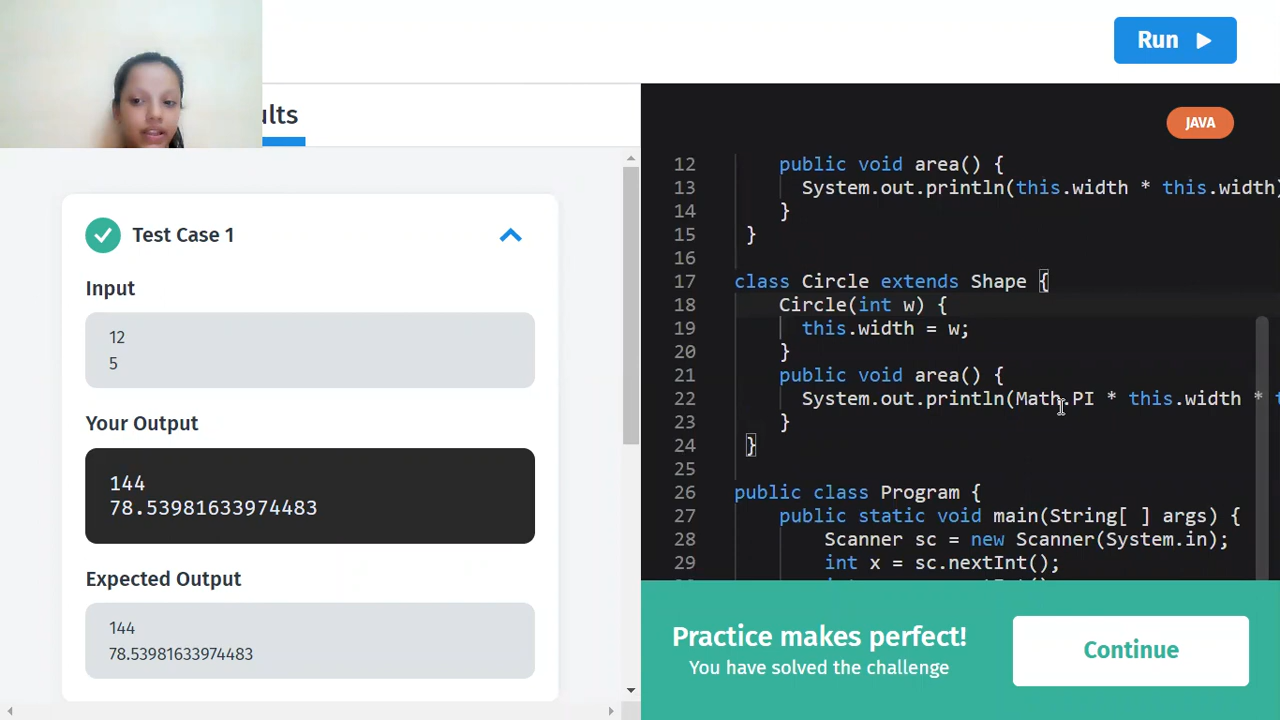 Run
ults
JAVA
Test Case 1
Input
12
5
Your Output
144
78.53981633974483
Expected Output
144
78.53981633974483
12 public void area() {
13 System.out.println(this.width * this.width)
14 }
15 }
16
17 class Circle extends Shape {
18 Circle(int w) {
19 this.width = w;
20 }
21 public void area() {
22 System.out.println(Math.PI * this.width *
23 }
24 }
25
26 public class Program {
27 public static void main(String[ ] args) {
28 Scanner sc = new Scanner(System.in);
29 int x = sc.nextInt();
Practice makes perfect!
You have solved the challenge
Continue